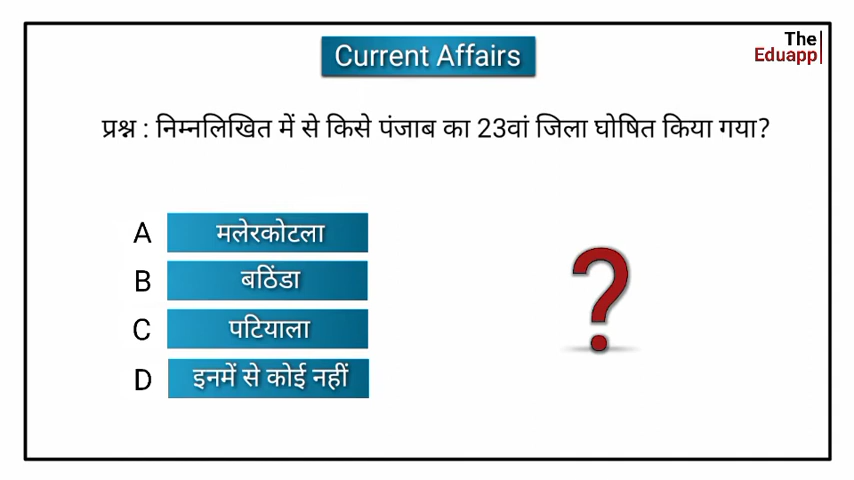 Current Affairs
The
Eduapp
प्रश्न : निम्नलिखित में से किसे पंजाब का 23वां जिला घोषित किया गया?
A मलेरकोटला
B बठिंडा
C पटियाला
D इनमें से कोई नहीं
?